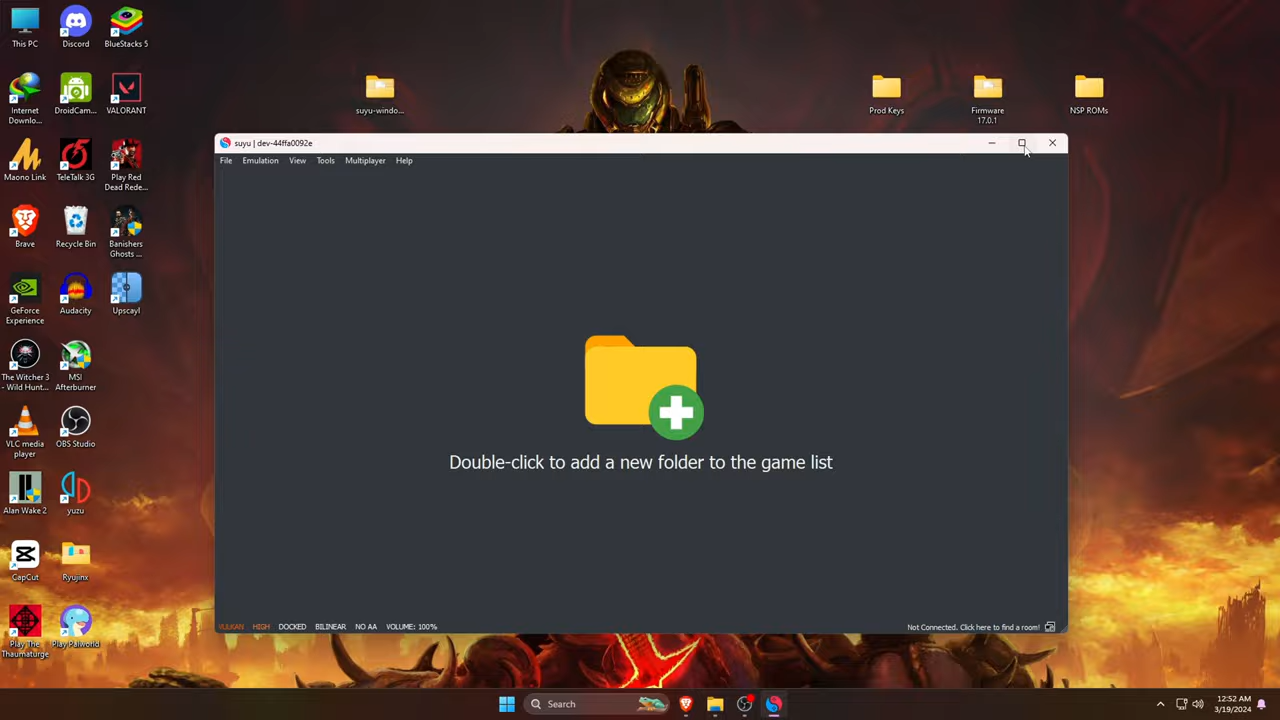 This PC
Discord
BlueStacks 5
suyu-windo...
Prod Keys
Firmware
17.0.1
NSP ROMs
Internet
Downlo...
DroidCam...
VALORANT
suyu | dev-44ffa0092e
File Emulation View Tools Multiplayer Help
Maono Link
TeleTalk 3G
Play Red
Dead Rede...
Brave
Recycle Bin
Banishers
Ghosts ...
GeForce
Experience
Audacity
Upscayl
The Witcher 3
- Wild Hunt...
MSI
Afterburner
VLC media
player
OBS Studio
Double-click to add a new folder to the game list
Alan Wake 2
yuzu
CapCut
Ryujinx
Play The
Thaumaturge
Play Palworld
VULKAN HIGH DOCKED BILINEAR NO AA VOLUME: 100%
Not Connected. Click here to find a room!
Search
12:52 AM
3/19/2024